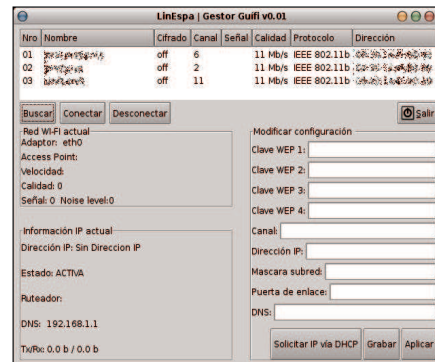 LinEspa | Gestor Guifi v0.01
Nro Nombre Cifrado Canal Señal Calidad Protocolo Dirección
01 off 6 11 Mb/s IEEE 802.11b
02 off 2 11 Mb/s IEEE 802.11b
03 off 11 11 Mb/s IEEE 802.11b
Buscar Conectar Desconectar Salir
Red WI-FI actual
Adaptor: eth0
Access Point:
Velocidad:
Calidad: 0
Señal: 0 Noise level:0
Información IP actual
Dirección IP: Sin Direccion IP
Estado: ACTIVA
Ruteador:
DNS: 192.168.1.1
Tx/Rx: 0.0 b / 0.0 b
Modificar configuración
Clave WEP 1:
Clave WEP 2:
Clave WEP 3:
Clave WEP 4:
Canal:
Dirección IP:
Mascara subred:
Puerta de enlace:
DNS:
Solicitar IP vía DHCP Grabar Aplicar